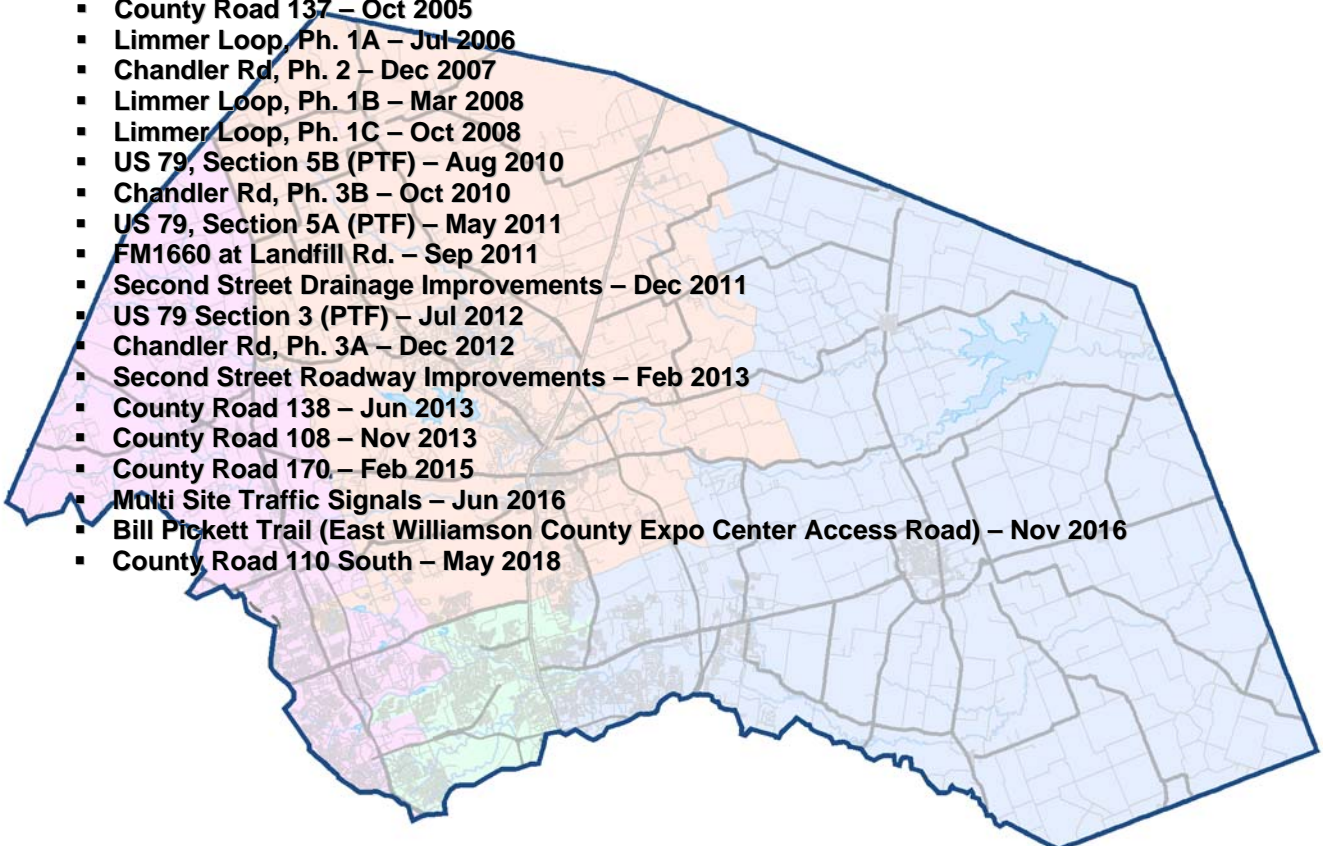 ▪ County Road 137 – Oct 2005
▪ Limmer Loop, Ph. 1A – Jul 2006
▪ Chandler Rd, Ph. 2 – Dec 2007
▪ Limmer Loop, Ph. 1B – Mar 2008
▪ Limmer Loop, Ph. 1C – Oct 2008
▪ US 79, Section 5B (PTF) – Aug 2010
▪ Chandler Rd, Ph. 3B – Oct 2010
▪ US 79, Section 5A (PTF) – May 2011
▪ FM1660 at Landfill Rd. – Sep 2011
▪ Second Street Drainage Improvements – Dec 2011
▪ US 79 Section 3 (PTF) – Jul 2012
▪ Chandler Rd, Ph. 3A – Dec 2012
▪ Second Street Roadway Improvements – Feb 2013
▪ County Road 138 – Jun 2013
▪ County Road 108 – Nov 2013
▪ County Road 170 – Feb 2015
▪ Multi Site Traffic Signals – Jun 2016
▪ Bill Pickett Trail (East Williamson County Expo Center Access Road) – Nov 2016
▪ County Road 110 South – May 2018